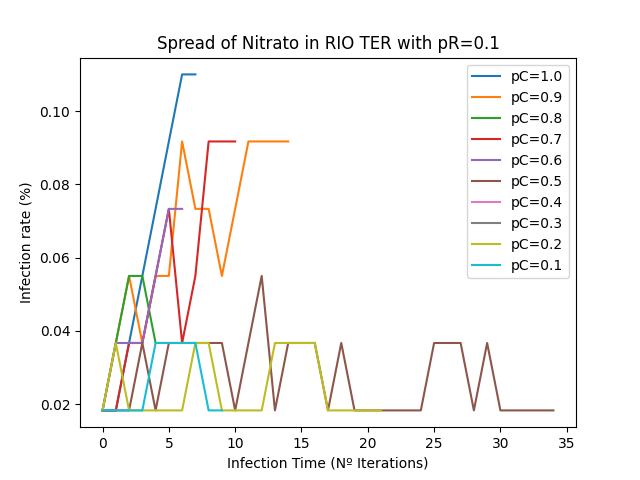 Spread of Nitrato in RIO TER with pR=0.1
pC=1.0
pC=0.9
pC=0.8
pC=0.7
pC=0.6
pC=0.5
pC=0.4
pC=0.3
pC=0.2
pC=0.1
Infection rate (%)
0.10
0.08
0.06
0.04
0.02
0 5 10 15 20 25 30 35
Infection Time (Nº Iterations)